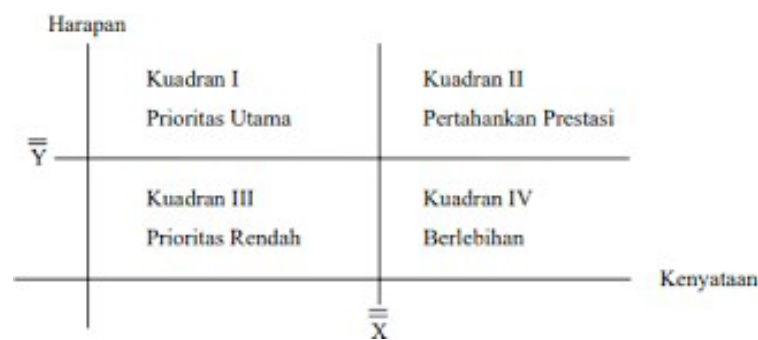 Harapan
Kuadran I
Prioritas Utama
Kuadran II
Pertahankan Prestasi
Y̿
Kuadran III
Prioritas Rendah
Kuadran IV
Berlebihan
Kenyataan
X̿